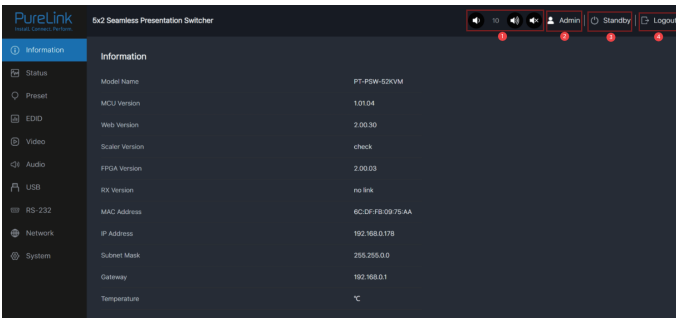 PureLink
Install. Connect. Perform.
5x2 Seamless Presentation Switcher
10
Admin
Standby
Logout
1
2
3
4
Information
Status
Preset
EDID
Video
Audio
USB
RS-232
Network
System
Information
Model Name PT-PSW-52KVM
MCU Version 1.01.04
Web Version 2.00.30
Scaler Version check
FPGA Version 2.00.03
RX Version no link
MAC Address 6C:DF:FB:09:75:AA
IP Address 192.168.0.178
Subnet Mask 255.255.0.0
Gateway 192.168.0.1
Temperature ℃